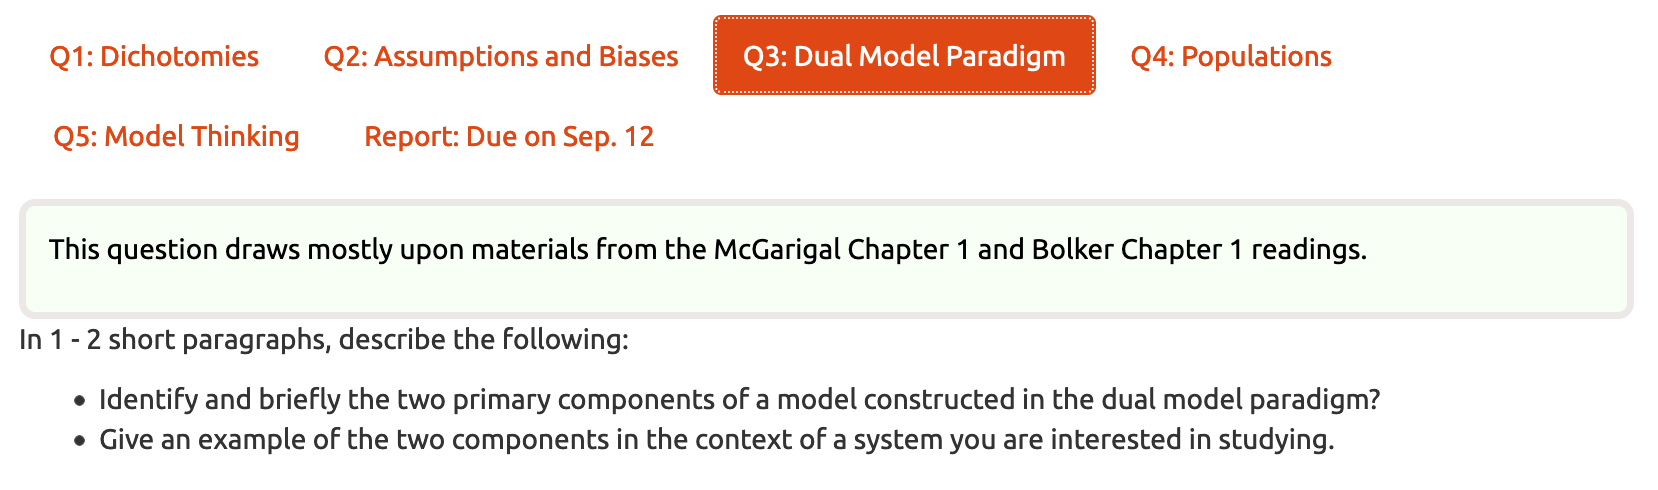 Q1: Dichotomies Q2: Assumptions and Biases Q3: Dual Model Paradigm Q4: Populations
Q5: Model Thinking Report: Due on Sep. 12
This question draws mostly upon materials from the McGarigal Chapter 1 and Bolker Chapter 1 readings.
In 1 - 2 short paragraphs, describe the following:
• Identify and briefly the two primary components of a model constructed in the dual model paradigm?
• Give an example of the two components in the context of a system you are interested in studying.